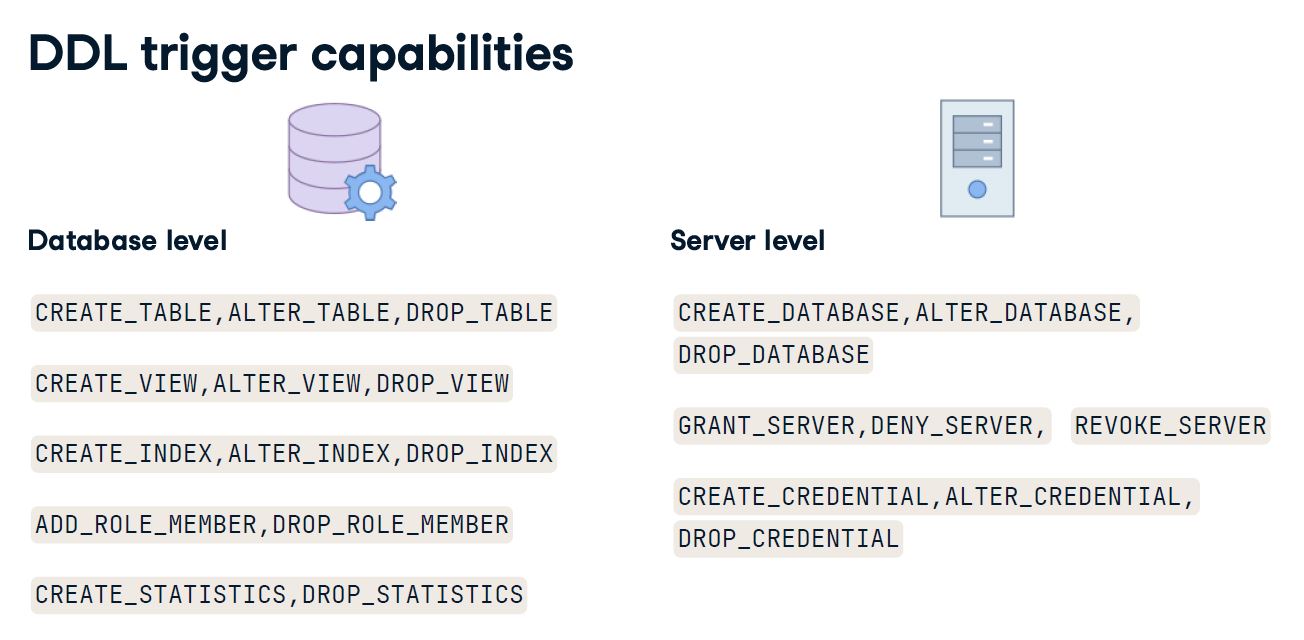 DDL trigger capabilities
Database level
CREATE_TABLE,ALTER_TABLE,DROP_TABLE
CREATE_VIEW,ALTER_VIEW,DROP_VIEW
CREATE_INDEX,ALTER_INDEX,DROP_INDEX
ADD_ROLE_MEMBER,DROP_ROLE_MEMBER
CREATE_STATISTICS,DROP_STATISTICS
Server level
CREATE_DATABASE,ALTER_DATABASE,
DROP_DATABASE
GRANT_SERVER,DENY_SERVER, REVOKE_SERVER
CREATE_CREDENTIAL,ALTER_CREDENTIAL,
DROP_CREDENTIAL